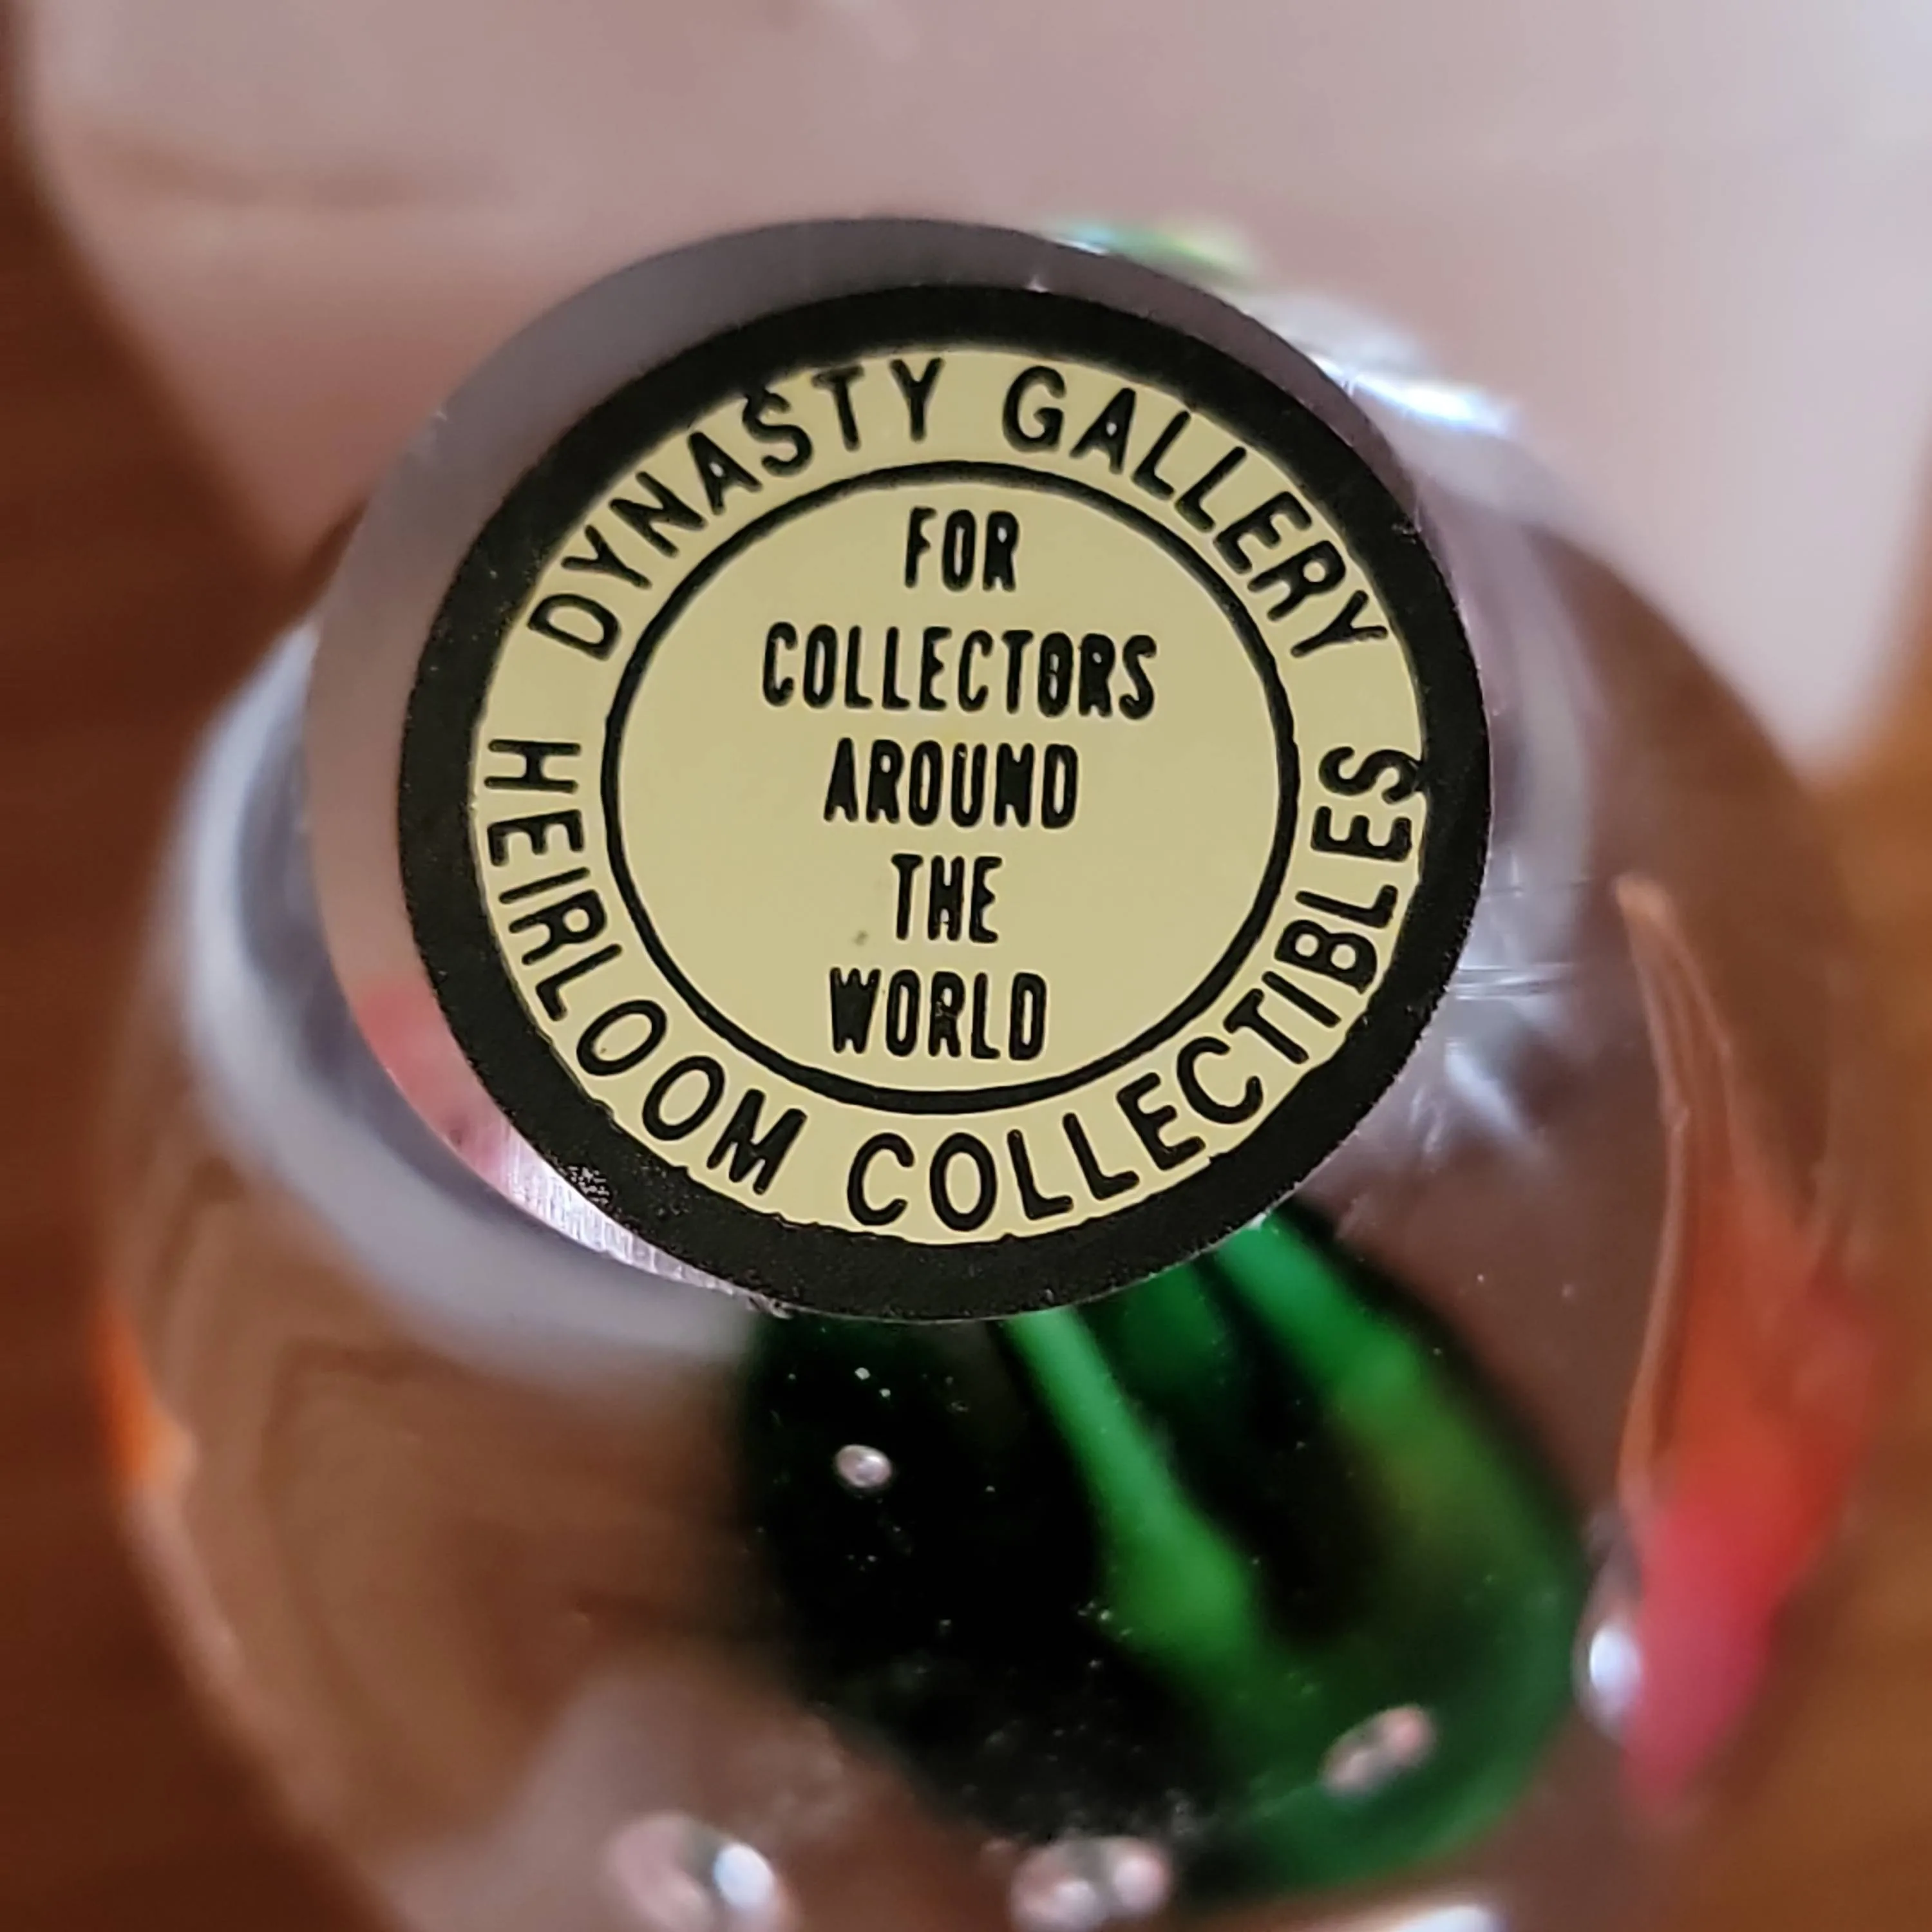 DYNASTY GALLERY
FOR
COLLECTORS
AROUND
THE
WORLD
HEIRLOOM COLLECTIBLES